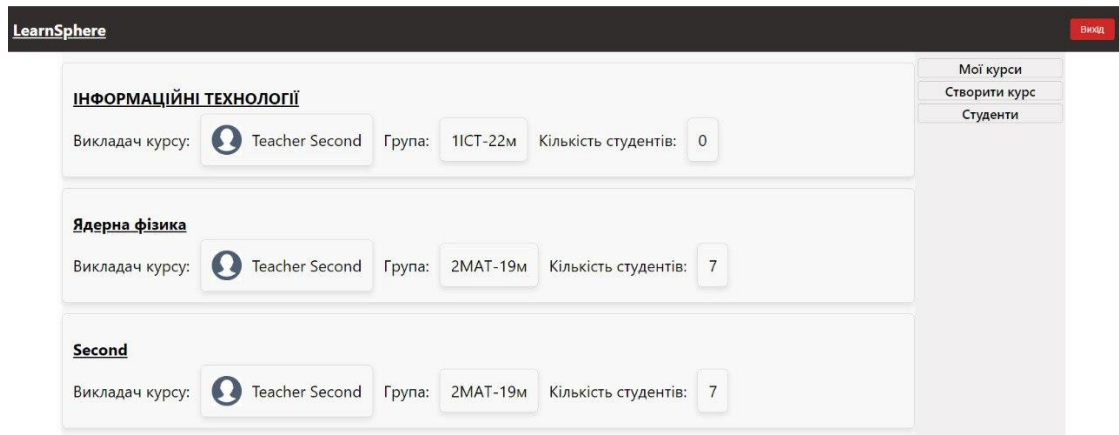 LearnSphere
Вихід
ІНФОРМАЦІЙНІ ТЕХНОЛОГІЇ
Викладач курсу: Teacher Second Група: 1ІСТ-22м Кількість студентів: 0
Ядерна фізика
Викладач курсу: Teacher Second Група: 2МАТ-19м Кількість студентів: 7
Second
Викладач курсу: Teacher Second Група: 2МАТ-19м Кількість студентів: 7
Мої курси
Створити курс
Студенти